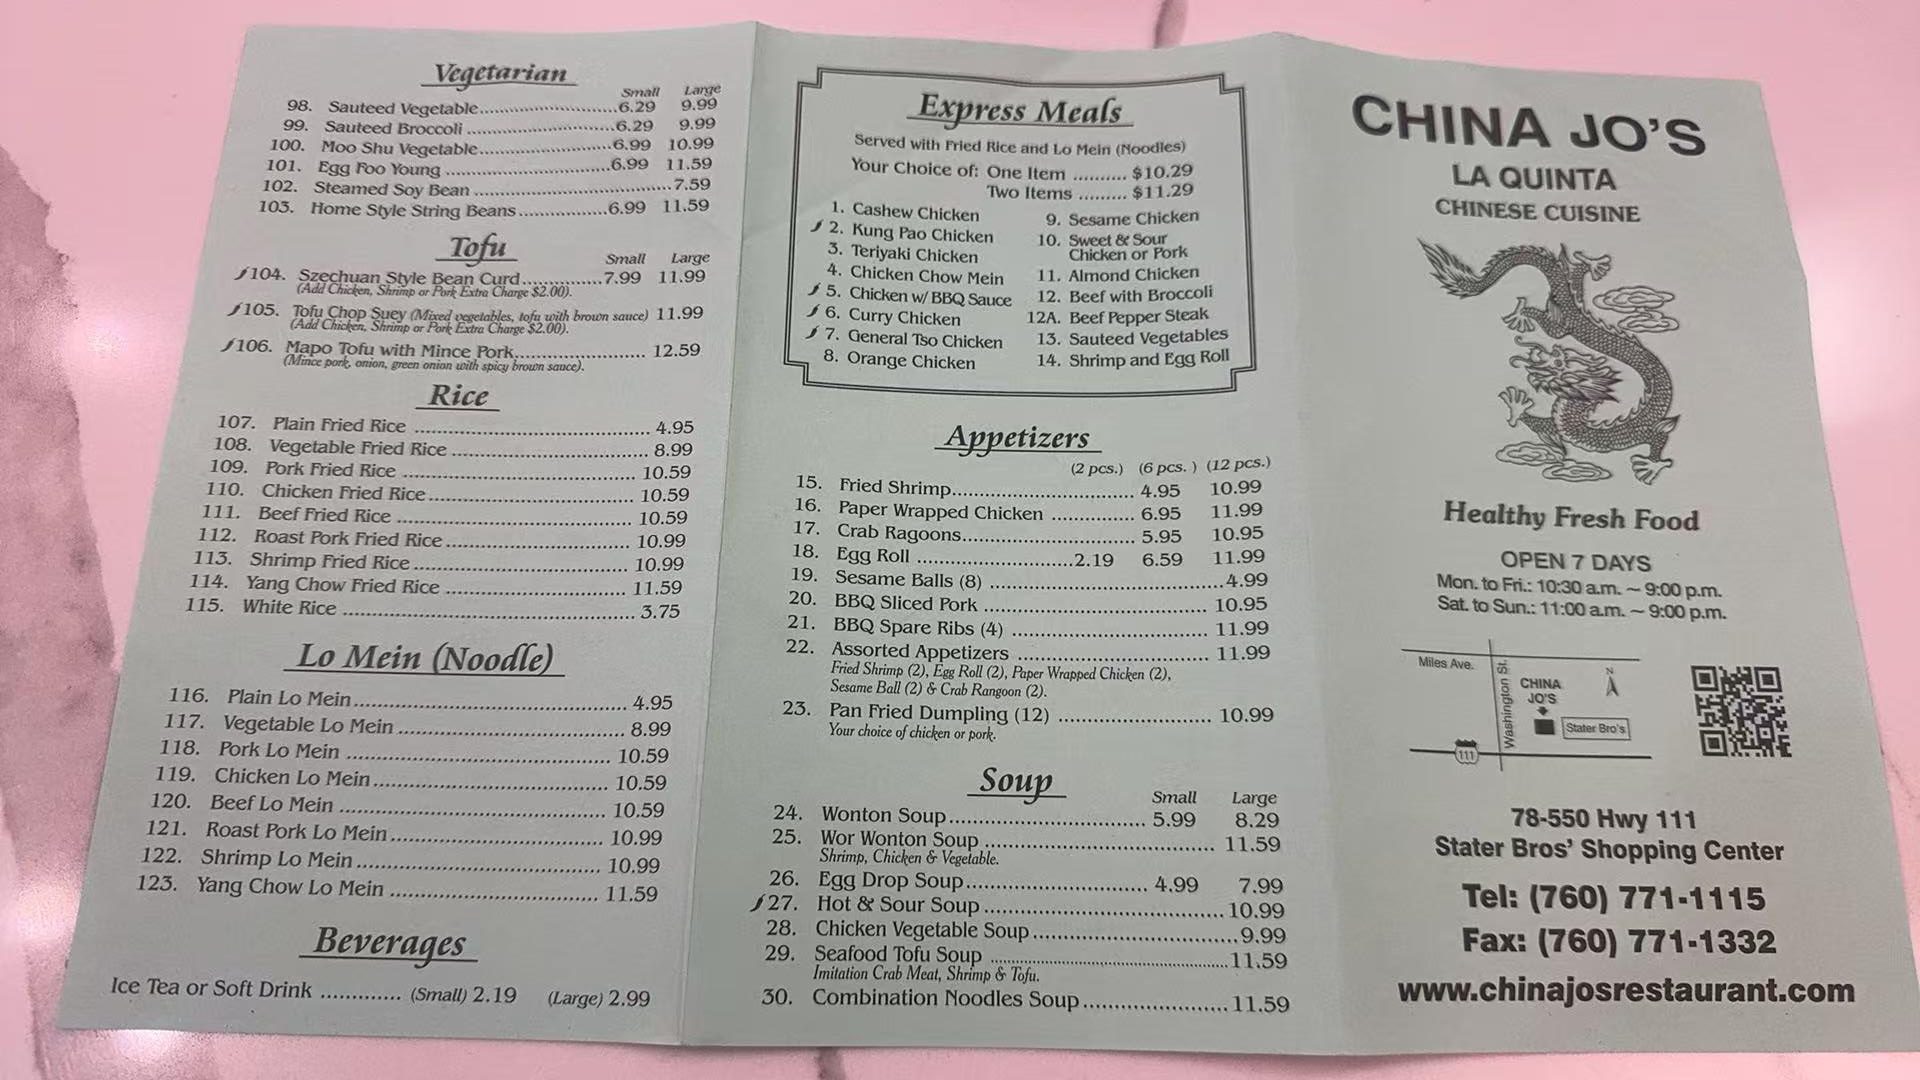 Vegetarian
Small Large
98. Sauteed Vegetable 6.29 9.99
99. Sauteed Broccoli 6.29 9.99
100. Moo Shu Vegetable 6.99 10.99
101. Egg Foo Young 6.99 11.59
102. Steamed Soy Bean 7.59
103. Home Style String Beans 6.99 11.59
Tofu
Small Large
104. Szechuan Style Bean Curd 7.99 11.99
(Add Chicken, Shrimp or Pork Extra Charge $2.00).
105. Tofu Chop Suey (Mixed vegetables, tofu with brown sauce) 11.99
(Add Chicken, Shrimp or Pork Extra Charge $2.00).
106. Mapo Tofu with Mince Pork 12.59
(Mince pork, onion, green onion with spicy brown sauce).
Rice
107. Plain Fried Rice 4.95
108. Vegetable Fried Rice 8.99
109. Pork Fried Rice 10.59
110. Chicken Fried Rice 10.59
111. Beef Fried Rice 10.59
112. Roast Pork Fried Rice 10.99
113. Shrimp Fried Rice 10.99
114. Yang Chow Fried Rice 11.59
115. White Rice 3.75
Lo Mein (Noodle)
116. Plain Lo Mein 4.95
117. Vegetable Lo Mein 8.99
118. Pork Lo Mein 10.59
119. Chicken Lo Mein 10.59
120. Beef Lo Mein 10.59
121. Roast Pork Lo Mein 10.99
122. Shrimp Lo Mein 10.99
123. Yang Chow Lo Mein 11.59
Beverages
Ice Tea or Soft Drink (Small) 2.19 (Large) 2.99
Express Meals
Served with Fried Rice and Lo Mein (Noodles)
Your Choice of: One Item $10.29
Two Items $11.29
1. Cashew Chicken
2. Kung Pao Chicken
3. Teriyaki Chicken
4. Chicken Chow Mein
5. Chicken w/ BBQ Sauce
6. Curry Chicken
7. General Tso Chicken
8. Orange Chicken
9. Sesame Chicken
10. Sweet & Sour
Chicken or Pork
11. Almond Chicken
12. Beef with Broccoli
12A. Beef Pepper Steak
13. Sauteed Vegetables
14. Shrimp and Egg Roll
Appetizers
(2 pcs.) (6 pcs. ) (12 pcs.)
15. Fried Shrimp 4.95 10.99
16. Paper Wrapped Chicken 6.95 11.99
17. Crab Ragoons 5.95 10.95
18. Egg Roll 2.19 6.59 11.99
19. Sesame Balls (8) 4.99
20. BBQ Sliced Pork 10.95
21. BBQ Spare Ribs (4) 11.99
22. Assorted Appetizers 11.99
Fried Shrimp (2), Egg Roll (2), Paper Wrapped Chicken (2),
Sesame Ball (2) & Crab Rangoon (2).
23. Pan Fried Dumpling (12) 10.99
Your choice of chicken or pork.
Soup
Small Large
24. Wonton Soup 5.99 8.29
25. Wor Wonton Soup 11.59
Shrimp, Chicken & Vegetable.
26. Egg Drop Soup 4.99 7.99
27. Hot & Sour Soup 10.99
28. Chicken Vegetable Soup 9.99
29. Seafood Tofu Soup 11.59
Imitation Crab Meat, Shrimp & Tofu.
30. Combination Noodles Soup 11.59
CHINA JO'S
LA QUINTA
CHINESE CUISINE
Healthy Fresh Food
OPEN 7 DAYS
Mon. to Fri.: 10:30 a.m. ~ 9:00 p.m.
Sat. to Sun.: 11:00 a.m. ~ 9:00 p.m.
Miles Ave.
Washington St.
N
CHINA
JO'S
Stater Bro's
111
78-550 Hwy 111
Stater Bros' Shopping Center
Tel: (760) 771-1115
Fax: (760) 771-1332
www.chinajosrestaurant.com